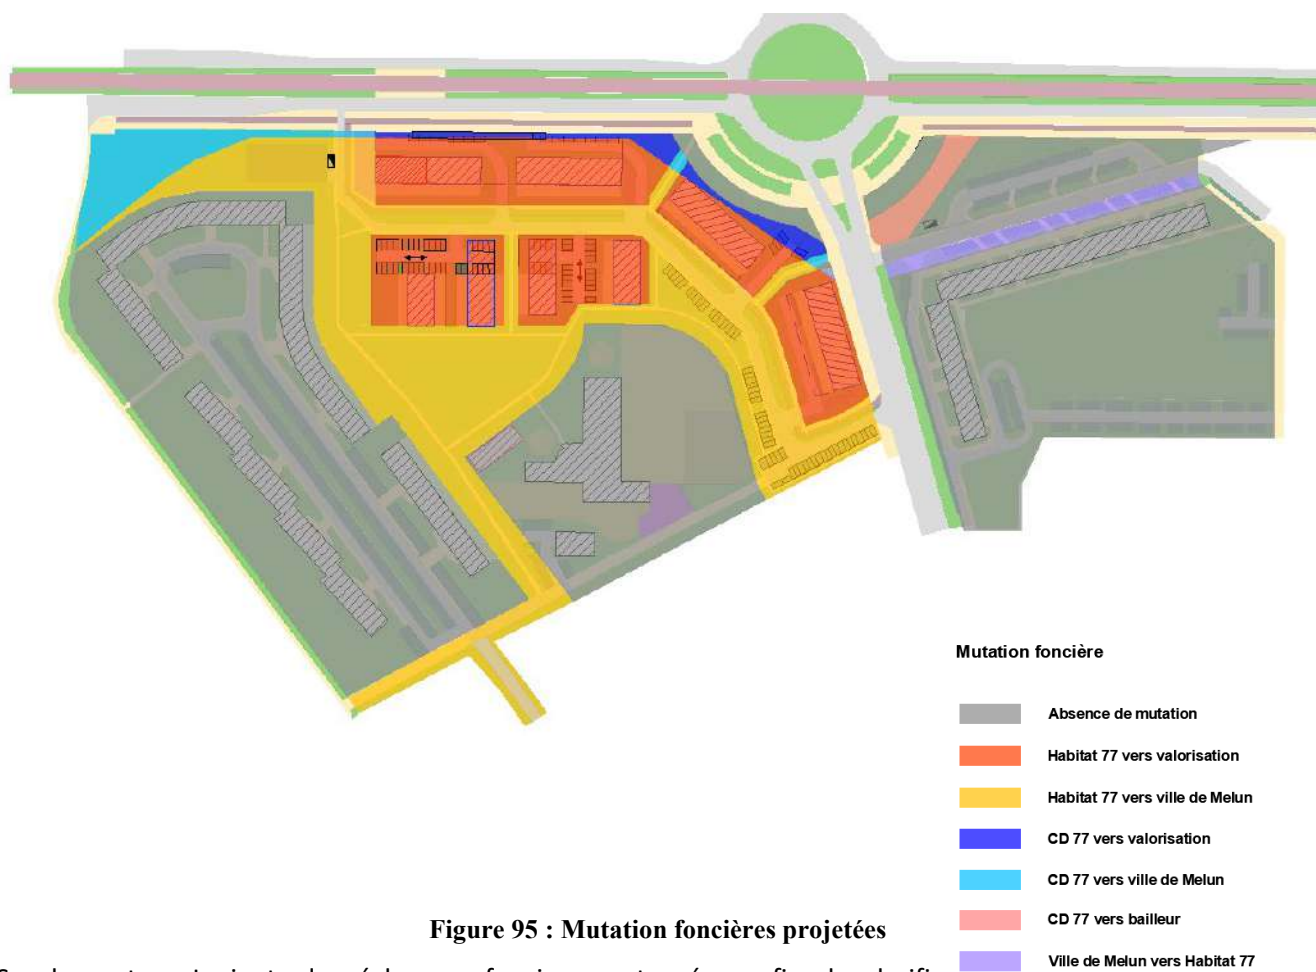 Mutation foncière
Absence de mutation
Habitat 77 vers valorisation
Habitat 77 vers ville de Melun
CD 77 vers valorisation
CD 77 vers ville de Melun
CD 77 vers bailleur
Ville de Melun vers Habitat 77
Figure 95 : Mutation foncières projetées